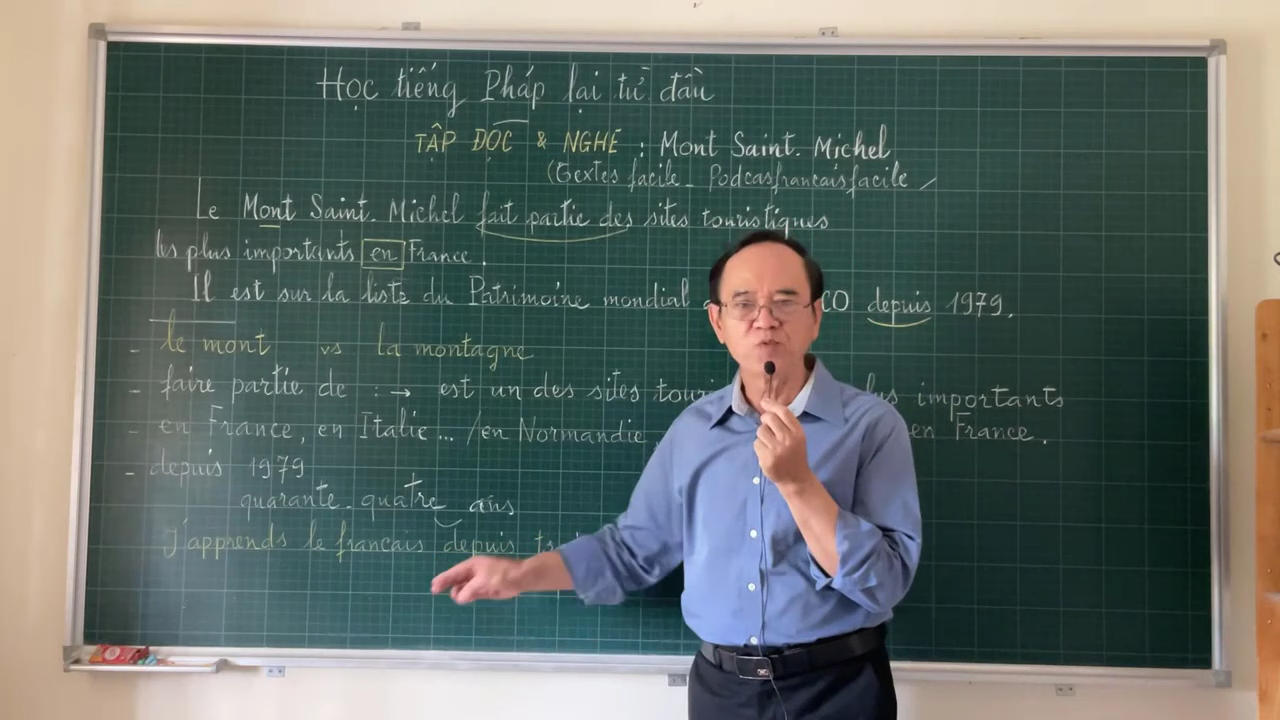 Học tiếng Pháp lại từ đầu
TẬP ĐỌC & NGHE : Mont Saint. Michel
(Textes facile - Podcasfrancaisfacile /
Le Mont Saint. Michel fait partie des sites touristiques
les plus importants en France.
Il est sur la liste du Patrimoine mondial CO depuis 1979.
- le mont vs la montagne
- faire partie de : → est un des sites importants
- en France, en Italie... / en Normandie en France.
- depuis 1979
quarante-quatre ans
J'apprends le francais depuis